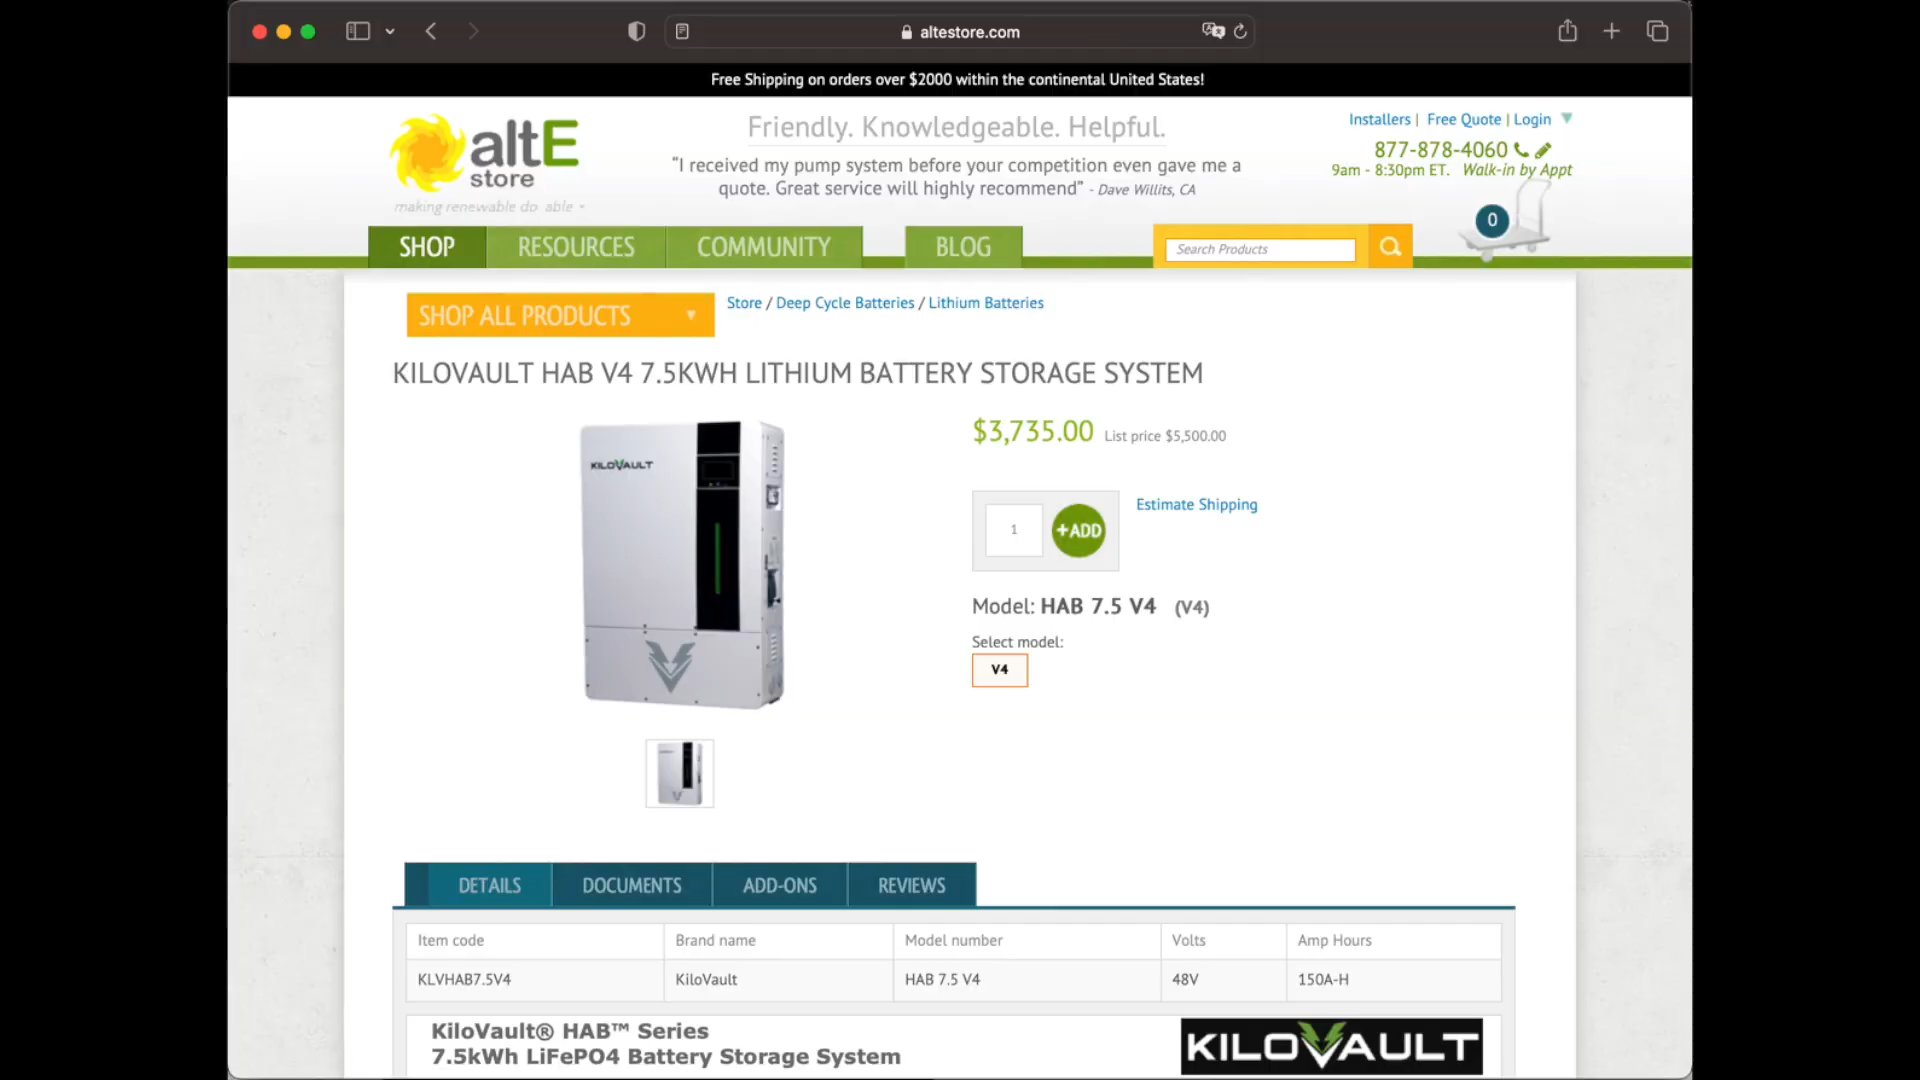 altestore.com
Free Shipping on orders over $2000 within the continental United States!
altE
store
making renewable do able
Friendly. Knowledgeable. Helpful.
"I received my pump system before your competition even gave me a
quote. Great service will highly recommend" - Dave Willits, CA
Installers | Free Quote | Login
877-878-4060
9am - 8:30pm ET. Walk-in by Appt
0
SHOP RESOURCES COMMUNITY BLOG
Search Products
SHOP ALL PRODUCTS
Store / Deep Cycle Batteries / Lithium Batteries
KILOVAULT HAB V4 7.5KWH LITHIUM BATTERY STORAGE SYSTEM
KILOVAULT
$3,735.00 List price $5,500.00
1 +ADD
Estimate Shipping
Model: HAB 7.5 V4 (V4)
Select model:
V4
DETAILS DOCUMENTS ADD-ONS REVIEWS
Item code Brand name Model number Volts Amp Hours
KLVHAB7.5V4 KiloVault HAB 7.5 V4 48V 150A-H
KiloVault® HAB™ Series
7.5kWh LiFePO4 Battery Storage System
KILOVAULT